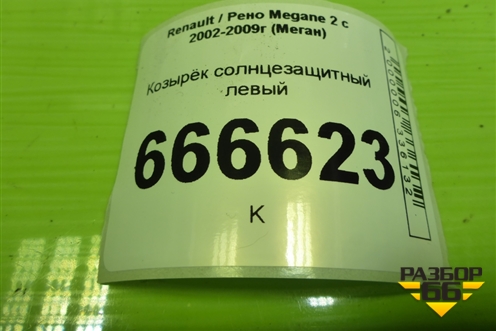 Renault / Рено Megane 2 с
2002-2009г (Меган)
Козырёк солнцезащитный
левый
666623
К
РАЗБОР
66